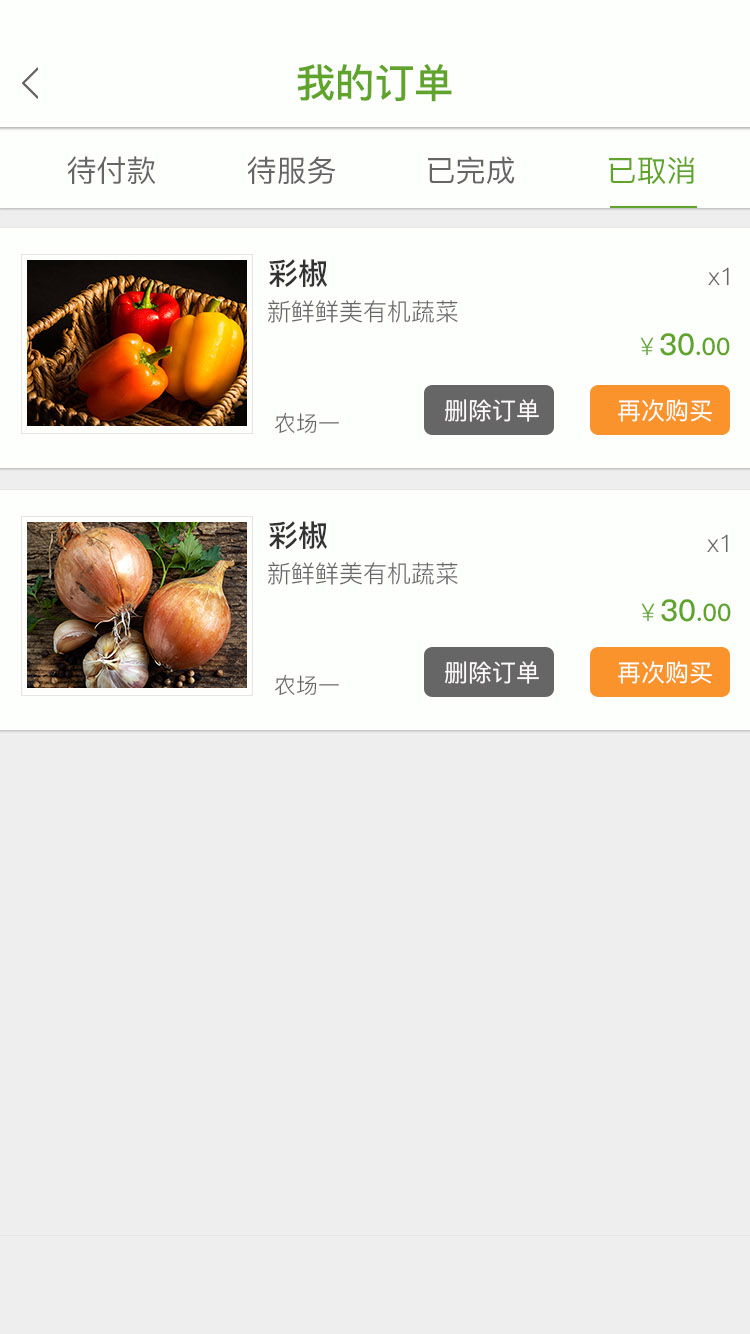 我的订单
待付款 待服务 已完成 已取消
彩椒 x1
新鲜鲜美有机蔬菜
¥30.00
农场一 删除订单 再次购买
彩椒 x1
新鲜鲜美有机蔬菜
¥30.00
农场一 删除订单 再次购买